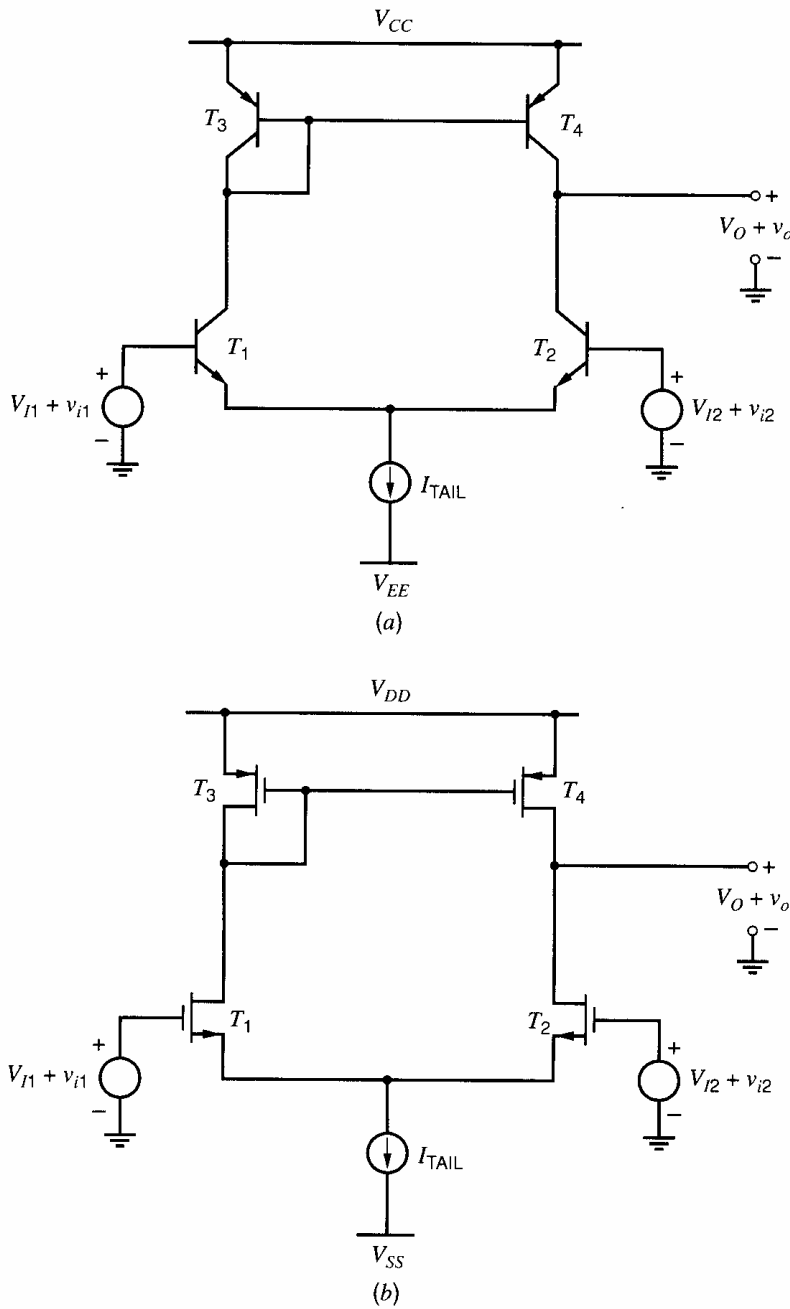 V_CC
T_3
T_4
+
V_O + v_o
−
T_1
T_2
+
V_I1 + v_i1
−
+
V_I2 + v_i2
−
I_TAIL
V_EE
(a)
V_DD
T_3
T_4
+
V_O + v_o
−
T_1
T_2
+
V_I1 + v_i1
−
+
V_I2 + v_i2
−
I_TAIL
V_SS
(b)